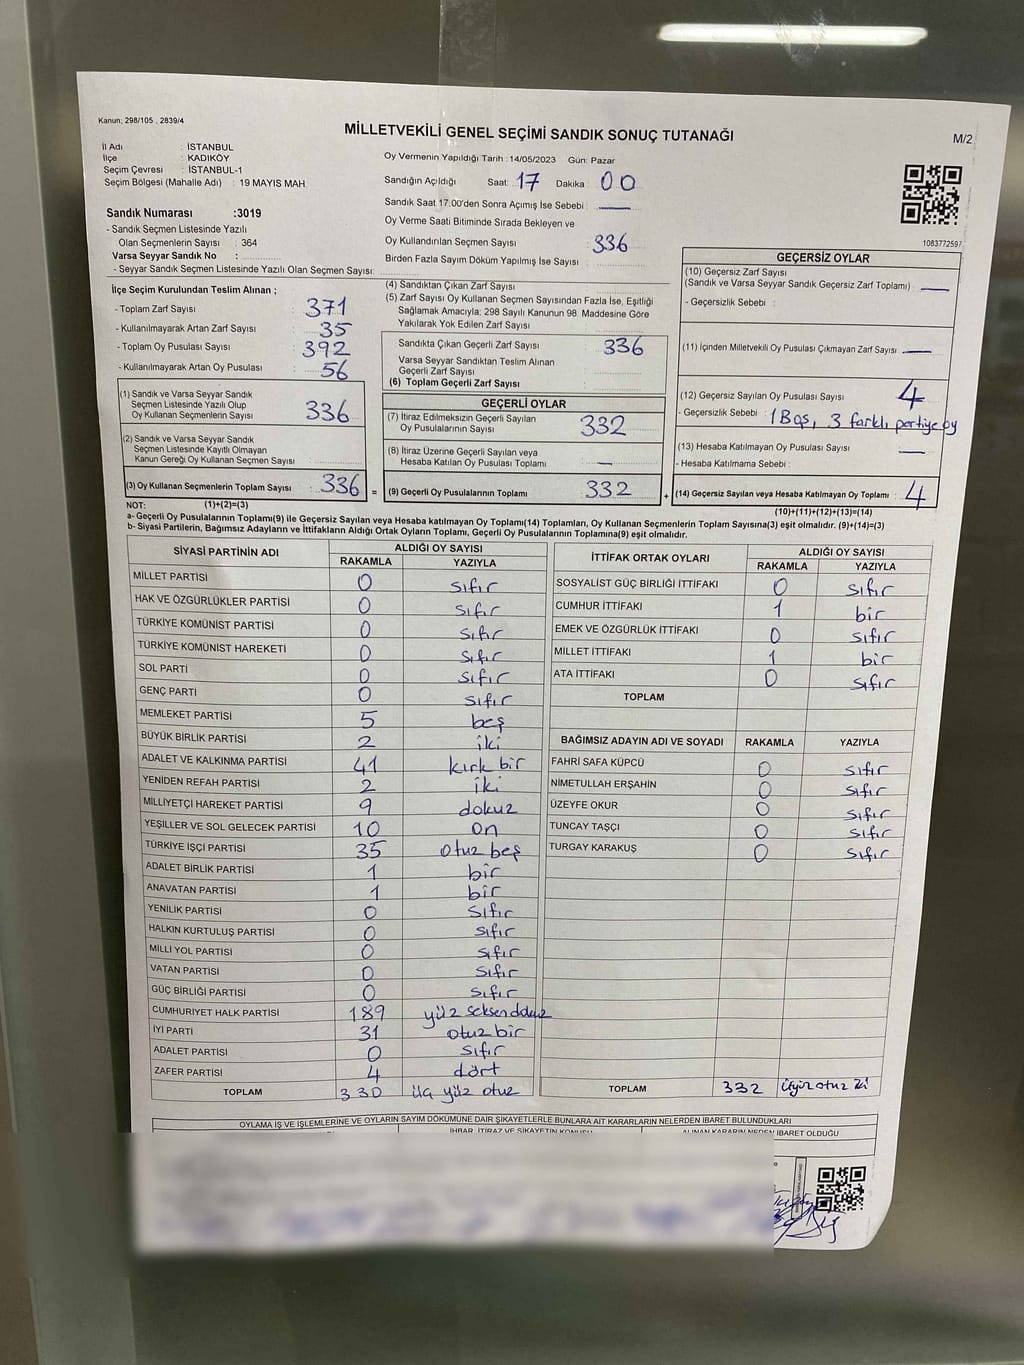 Kanun; 298/105 , 2839/4
MİLLETVEKİLİ GENEL SEÇİMİ SANDIK SONUÇ TUTANAĞI
M/2
İl Adı : İSTANBUL
İlçe : KADIKÖY
Seçim Çevresi : İSTANBUL-1
Seçim Bölgesi (Mahalle Adı) : 19 MAYIS MAH.
Sandık Numarası :3019
- Sandık Seçmen Listesinde Yazılı
Olan Seçmenlerin Sayısı : 364
Varsa Seyyar Sandık No :
- Seyyar Sandık Seçmen Listesinde Yazılı Olan Seçmen Sayısı:
Oy Vermenin Yapıldığı Tarih :14/05/2023 Gün: Pazar
Sandığın Açıldığı Saat: 17 Dakika 00
Sandık Saat 17:00'den Sonra Açımış İse Sebebi : —
Oy Verme Saati Bitiminde Sırada Bekleyen ve
Oy Kullandırılan Seçmen Sayısı : 336
Birden Fazla Sayım Döküm Yapılmış İse Sayısı :
1083772597
İlçe Seçim Kurulundan Teslim Alınan ;
- Toplam Zarf Sayısı : 371
- Kullanılmayarak Artan Zarf Sayısı : 35
- Toplam Oy Pusulası Sayısı : 392
- Kullanılmayarak Artan Oy Pusulası : 56
(1) Sandık ve Varsa Seyyar Sandık
Seçmen Listesinde Yazılı Olup
Oy Kullanan Seçmenlerin Sayısı : 336
(2) Sandık ve Varsa Seyyar Sandık
Seçmen Listesinde Kayıtlı Olmayan
Kanun Gereği Oy Kullanan Seçmen Sayısı :
(3) Oy Kullanan Seçmenlerin Toplam Sayısı : 336 =
(1)+(2)=(3)
(4) Sandıktan Çıkan Zarf Sayısı :
(5) Zarf Sayısı Oy Kullanan Seçmen Sayısından Fazla İse, Eşitliği
Sağlamak Amacıyla; 298 Sayılı Kanunun 98. Maddesine Göre
Yakılarak Yok Edilen Zarf Sayısı :
Sandıkta Çıkan Geçerli Zarf Sayısı : 336
Varsa Seyyar Sandıktan Teslim Alınan
Geçerli Zarf Sayısı :
(6) Toplam Geçerli Zarf Sayısı :
GEÇERLİ OYLAR
(7) İtiraz Edilmeksizin Geçerli Sayılan
Oy Pusulalarının Sayısı : 332
(8) İtiraz Üzerine Geçerli Sayılan veya
Hesaba Katılan Oy Pusulası Toplamı : —
(9) Geçerli Oy Pusulalarının Toplamı : 332 +
GEÇERSİZ OYLAR
(10) Geçersiz Zarf Sayısı
(Sandık ve Varsa Seyyar Sandık Geçersiz Zarf Toplamı) : —
- Geçersizlik Sebebi :
(11) İçinden Milletvekili Oy Pusulası Çıkmayan Zarf Sayısı : —
(12) Geçersiz Sayılan Oy Pusulası Sayısı : 4
- Geçersizlik Sebebi : 1 Boş, 3 farklı partiye oy
(13) Hesaba Katılmayan Oy Pusulası Sayısı : —
- Hesaba Katılmama Sebebi :
(14) Geçersiz Sayılan veya Hesaba Katılmayan Oy Toplamı : 4
(10)+(11)+(12)+(13)=(14)
NOT:
a- Geçerli Oy Pusulalarının Toplamı(9) ile Geçersiz Sayılan veya Hesaba katılmayan Oy Toplamı(14) Toplamları, Oy Kullanan Seçmenlerin Toplam Sayısına(3) eşit olmalıdır. (9)+(14)=(3)
b- Siyasi Partilerin, Bağımsız Adayların ve İttifakların Aldığı Ortak Oyların Toplamı, Geçerli Oy Pusulalarının Toplamına(9) eşit olmalıdır.
SİYASİ PARTİNİN ADI ALDIĞI OY SAYISI
RAKAMLA YAZIYLA
MİLLET PARTİSİ 0 sıfır
HAK VE ÖZGÜRLÜKLER PARTİSİ 0 sıfır
TÜRKİYE KOMÜNİST PARTİSİ 0 sıfır
TÜRKİYE KOMÜNİST HAREKETİ 0 sıfır
SOL PARTİ 0 sıfır
GENÇ PARTİ 0 sıfır
MEMLEKET PARTİSİ 5 beş
BÜYÜK BİRLİK PARTİSİ 2 iki
ADALET VE KALKINMA PARTİSİ 41 kırk bir
YENİDEN REFAH PARTİSİ 2 iki
MİLLİYETÇİ HAREKET PARTİSİ 9 dokuz
YEŞİLLER VE SOL GELECEK PARTİSİ 10 on
TÜRKİYE İŞÇİ PARTİSİ 35 otuz beş
ADALET BİRLİK PARTİSİ 1 bir
ANAVATAN PARTİSİ 1 bir
YENİLİK PARTİSİ 0 sıfır
HALKIN KURTULUŞ PARTİSİ 0 sıfır
MİLLİ YOL PARTİSİ 0 sıfır
VATAN PARTİSİ 0 sıfır
GÜÇ BİRLİĞİ PARTİSİ 0 sıfır
CUMHURİYET HALK PARTİSİ 189 yüz seksen dokuz
İYİ PARTİ 31 otuz bir
ADALET PARTİSİ 0 sıfır
ZAFER PARTİSİ 4 dört
TOPLAM 330 üç yüz otuz
İTTİFAK ORTAK OYLARI ALDIĞI OY SAYISI
RAKAMLA YAZIYLA
SOSYALİST GÜÇ BİRLİĞİ İTTİFAKI 0 sıfır
CUMHUR İTTİFAKI 1 bir
EMEK VE ÖZGÜRLÜK İTTİFAKI 0 sıfır
MİLLET İTTİFAKI 1 bir
ATA İTTİFAKI 0 sıfır
TOPLAM
BAĞIMSIZ ADAYIN ADI VE SOYADI RAKAMLA YAZIYLA
FAHRİ SAFA KÜPCÜ 0 sıfır
NİMETULLAH ERŞAHİN 0 sıfır
ÜZEYFE OKUR 0 sıfır
TUNCAY TAŞÇI 0 sıfır
TURGAY KARAKUŞ 0 sıfır
TOPLAM 332
OYLAMA İŞ VE İŞLEMLERİNE VE OYLARIN SAYIM DÖKÜMÜNE DAİR ŞİKAYETLERLE BUNLARA AİT KARARLARIN NELERDEN İBARET BULUNDUKLARI
İHBAR, İTİRAZ VE ŞİKAYETİN KONUSU ALINAN KARARIN NEDEN İBARET OLDUĞU